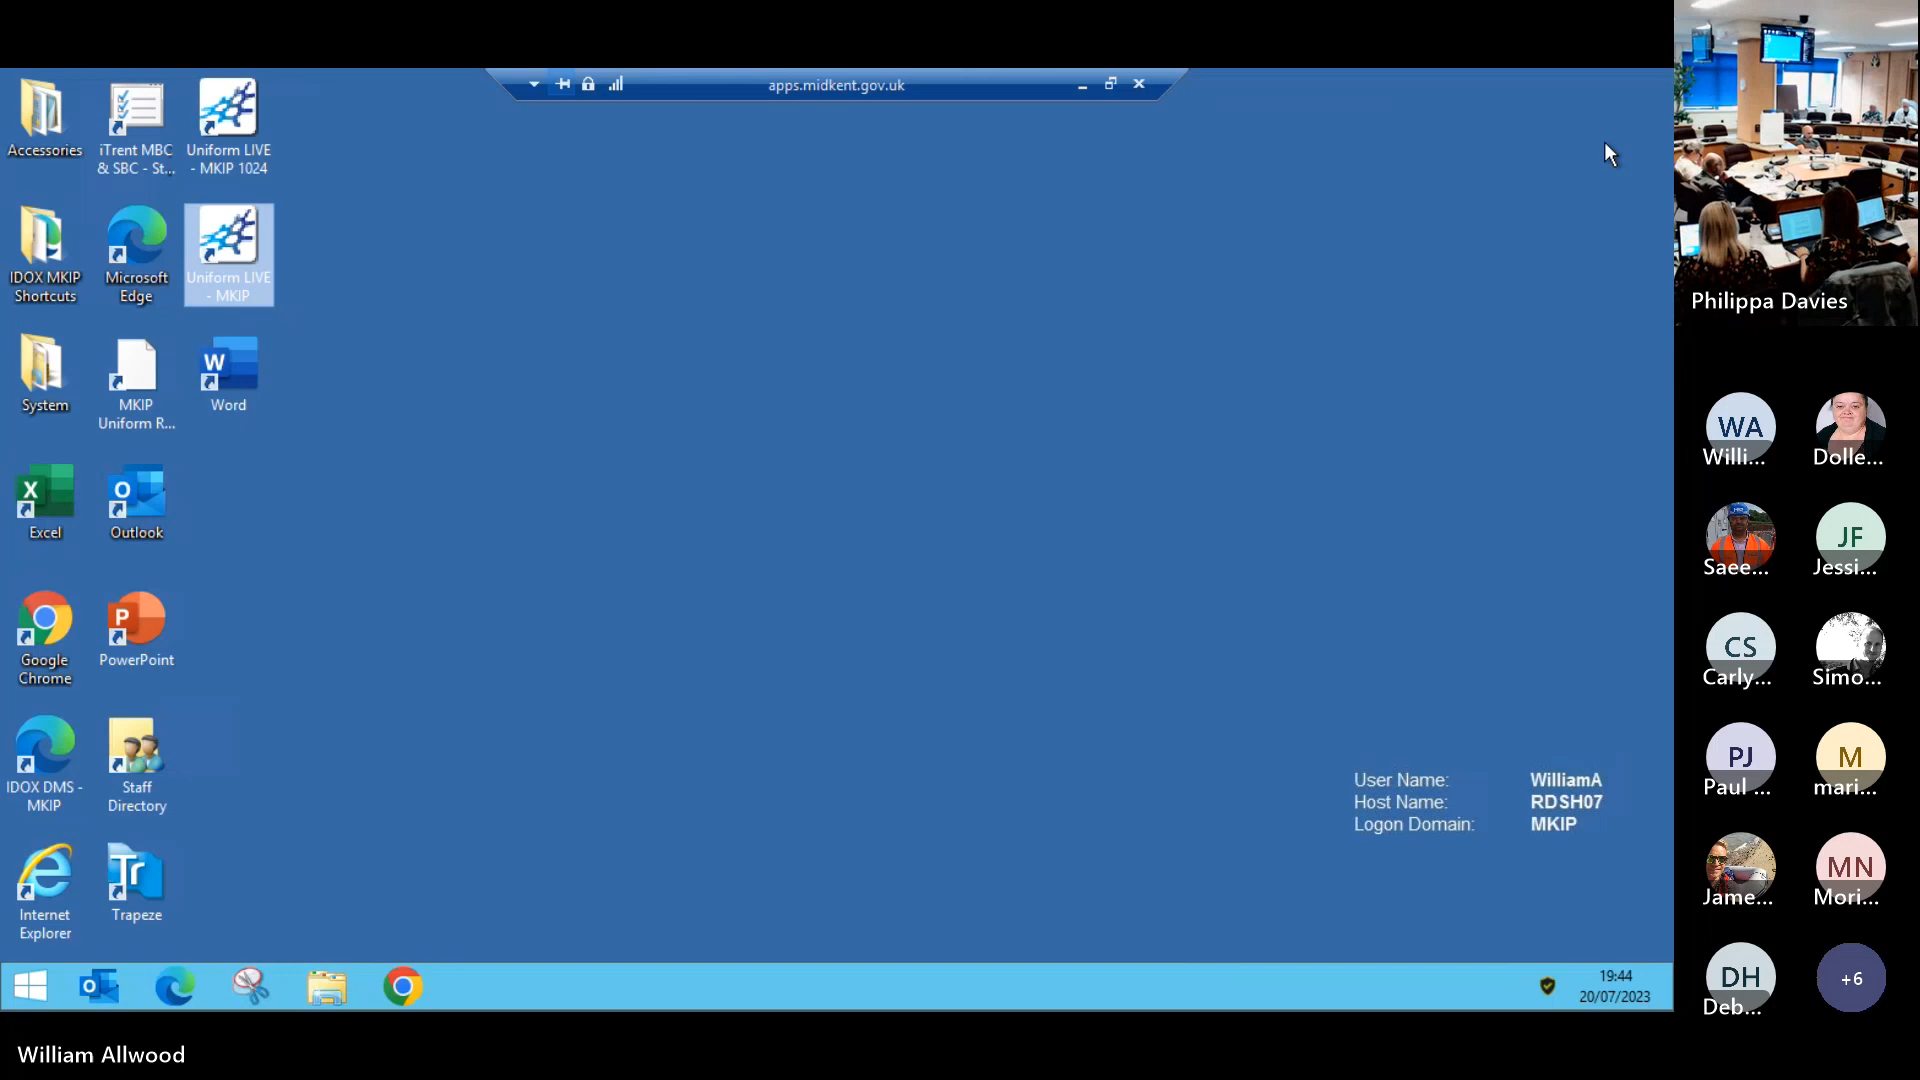 apps.midkent.gov.uk
Accessories
iTrent MBC
& SBC - St...
Uniform LIVE
- MKIP 1024
IDOX MKIP
Shortcuts
Microsoft
Edge
Uniform LIVE
- MKIP
System
MKIP
Uniform R...
Word
Excel
Outlook
Google
Chrome
PowerPoint
IDOX DMS -
MKIP
Staff
Directory
Internet
Explorer
Trapeze
User Name: WilliamA
Host Name: RDSH07
Logon Domain: MKIP
19:44
20/07/2023
William Allwood
Philippa Davies
WA
Willi...
Dolle...
Saee...
JF
Jessi...
CS
Carly...
Simo...
PJ
Paul ...
M
mari...
Jame...
MN
Mori...
DH
Deb...
+6